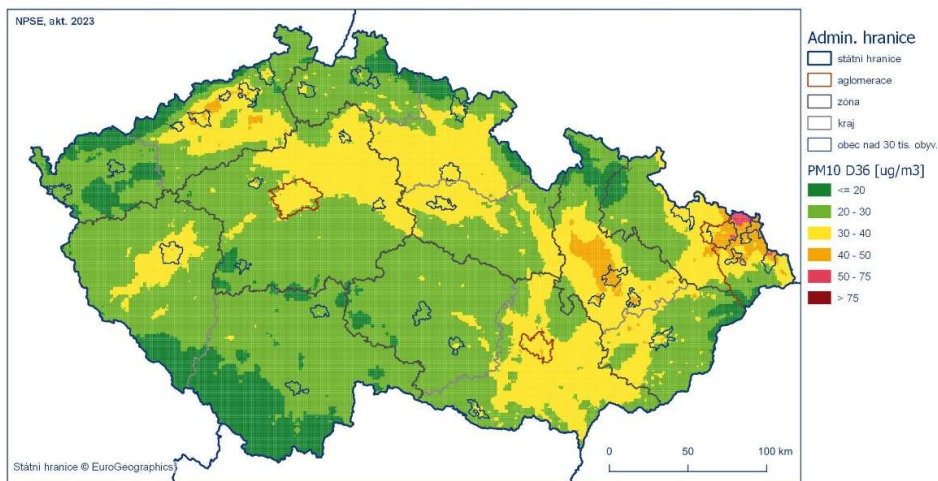 NPSE, akt. 2023
Admin. hranice
státní hranice
aglomerace
zóna
kraj
obec nad 30 tis. obyv.
PM10 D36 [ug/m3]
<= 20
20 - 30
30 - 40
40 - 50
50 - 75
> 75
0 50 100 km
Státní hranice © EuroGeographics